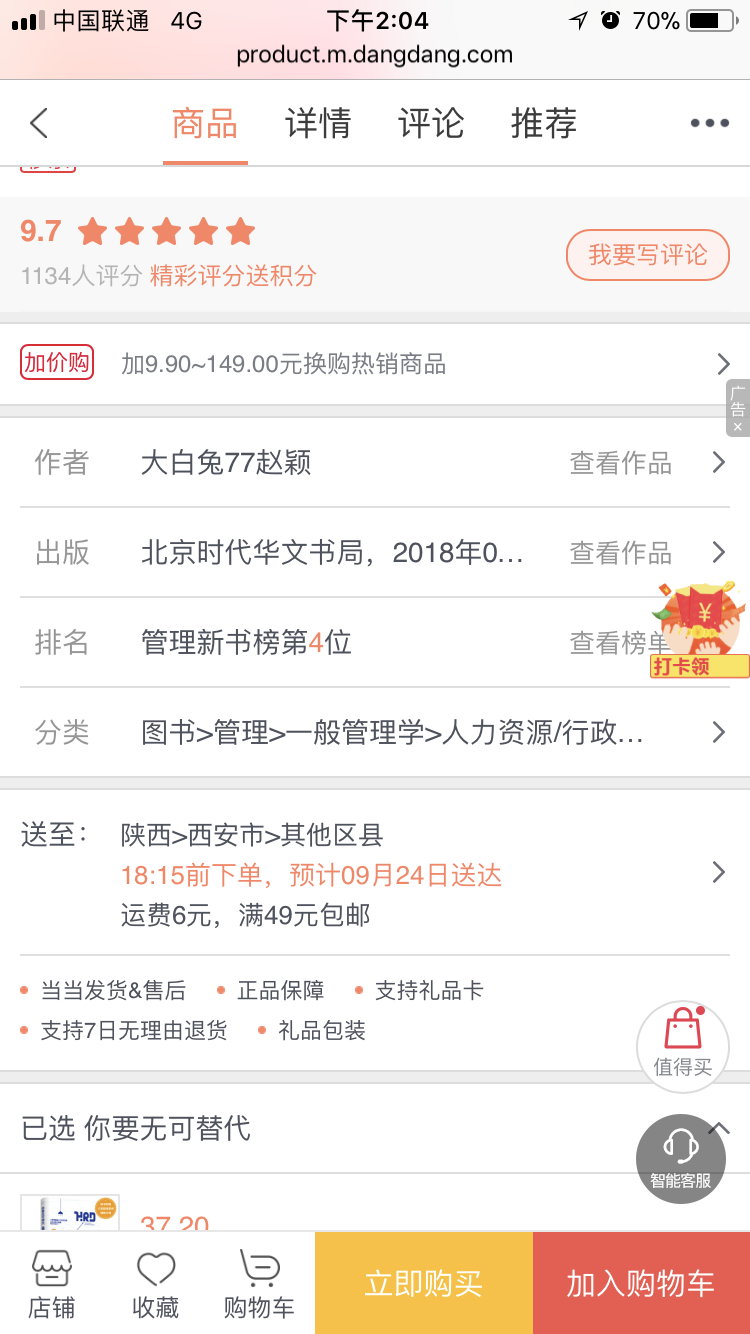 中国联通 4G 下午2:04 70%
product.m.dangdang.com
商品 详情 评论 推荐
9.7
1134人评分 精彩评分送积分
我要写评论
加价购 加9.90~149.00元换购热销商品
广告×
作者 大白兔77赵颖 查看作品
出版 北京时代华文书局，2018年0... 查看作品
排名 管理新书榜第4位 查看榜单
¥
打卡领
分类 图书>管理>一般管理学>人力资源/行政...
送至： 陕西>西安市>其他区县
18:15前下单，预计09月24日送达
运费6元，满49元包邮
当当发货&售后 正品保障 支持礼品卡
支持7日无理由退货 礼品包装
值得买
已选 你要无可替代
智能客服
HRD
37.20
店铺 收藏 购物车 立即购买 加入购物车